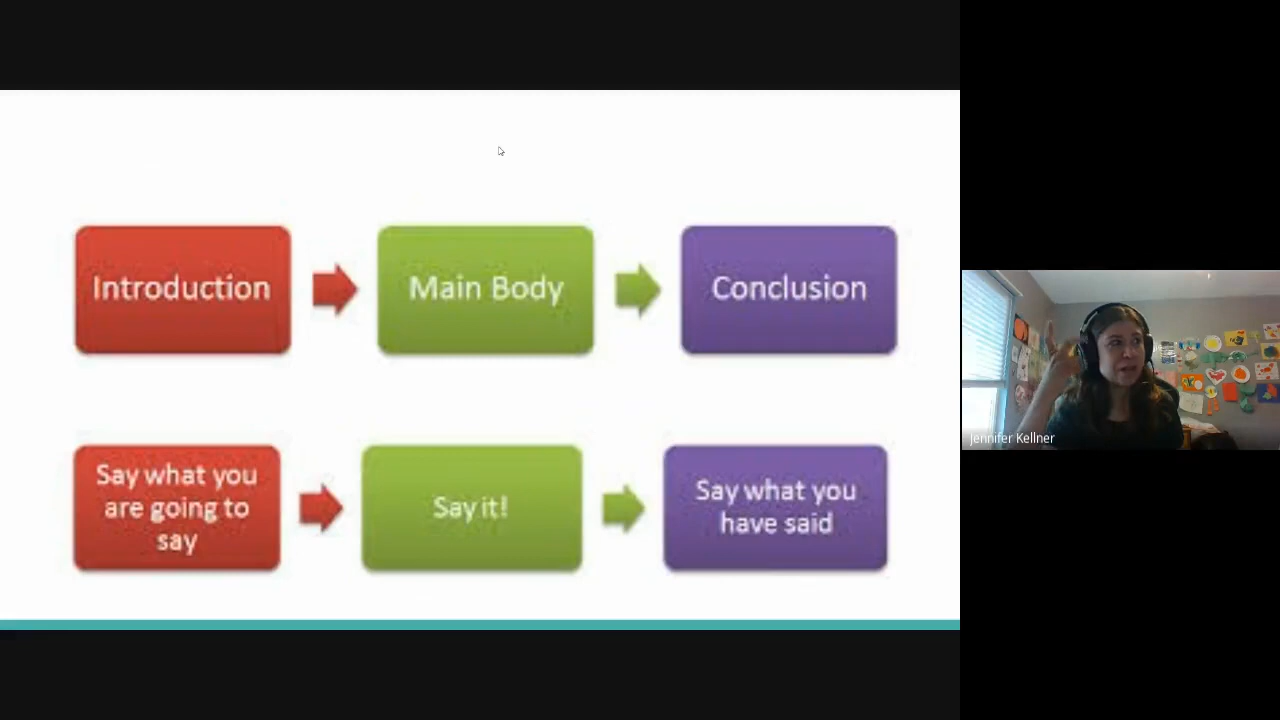 Introduction
Main Body
Conclusion
Say what you
are going to
say
Say it!
Say what you
have said
Jennifer Kellner